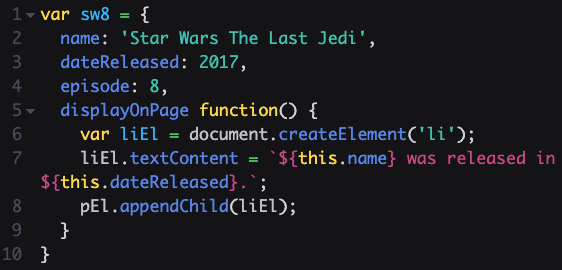 1 var sw8 = {
2 name: 'Star Wars The Last Jedi',
3 dateReleased: 2017,
4 episode: 8,
5 displayOnPage function() {
6 var liEl = document.createElement('li');
7 liEl.textContent = `${this.name} was released in
${this.dateReleased}.`;
8 pEl.appendChild(liEl);
9 }
10 }